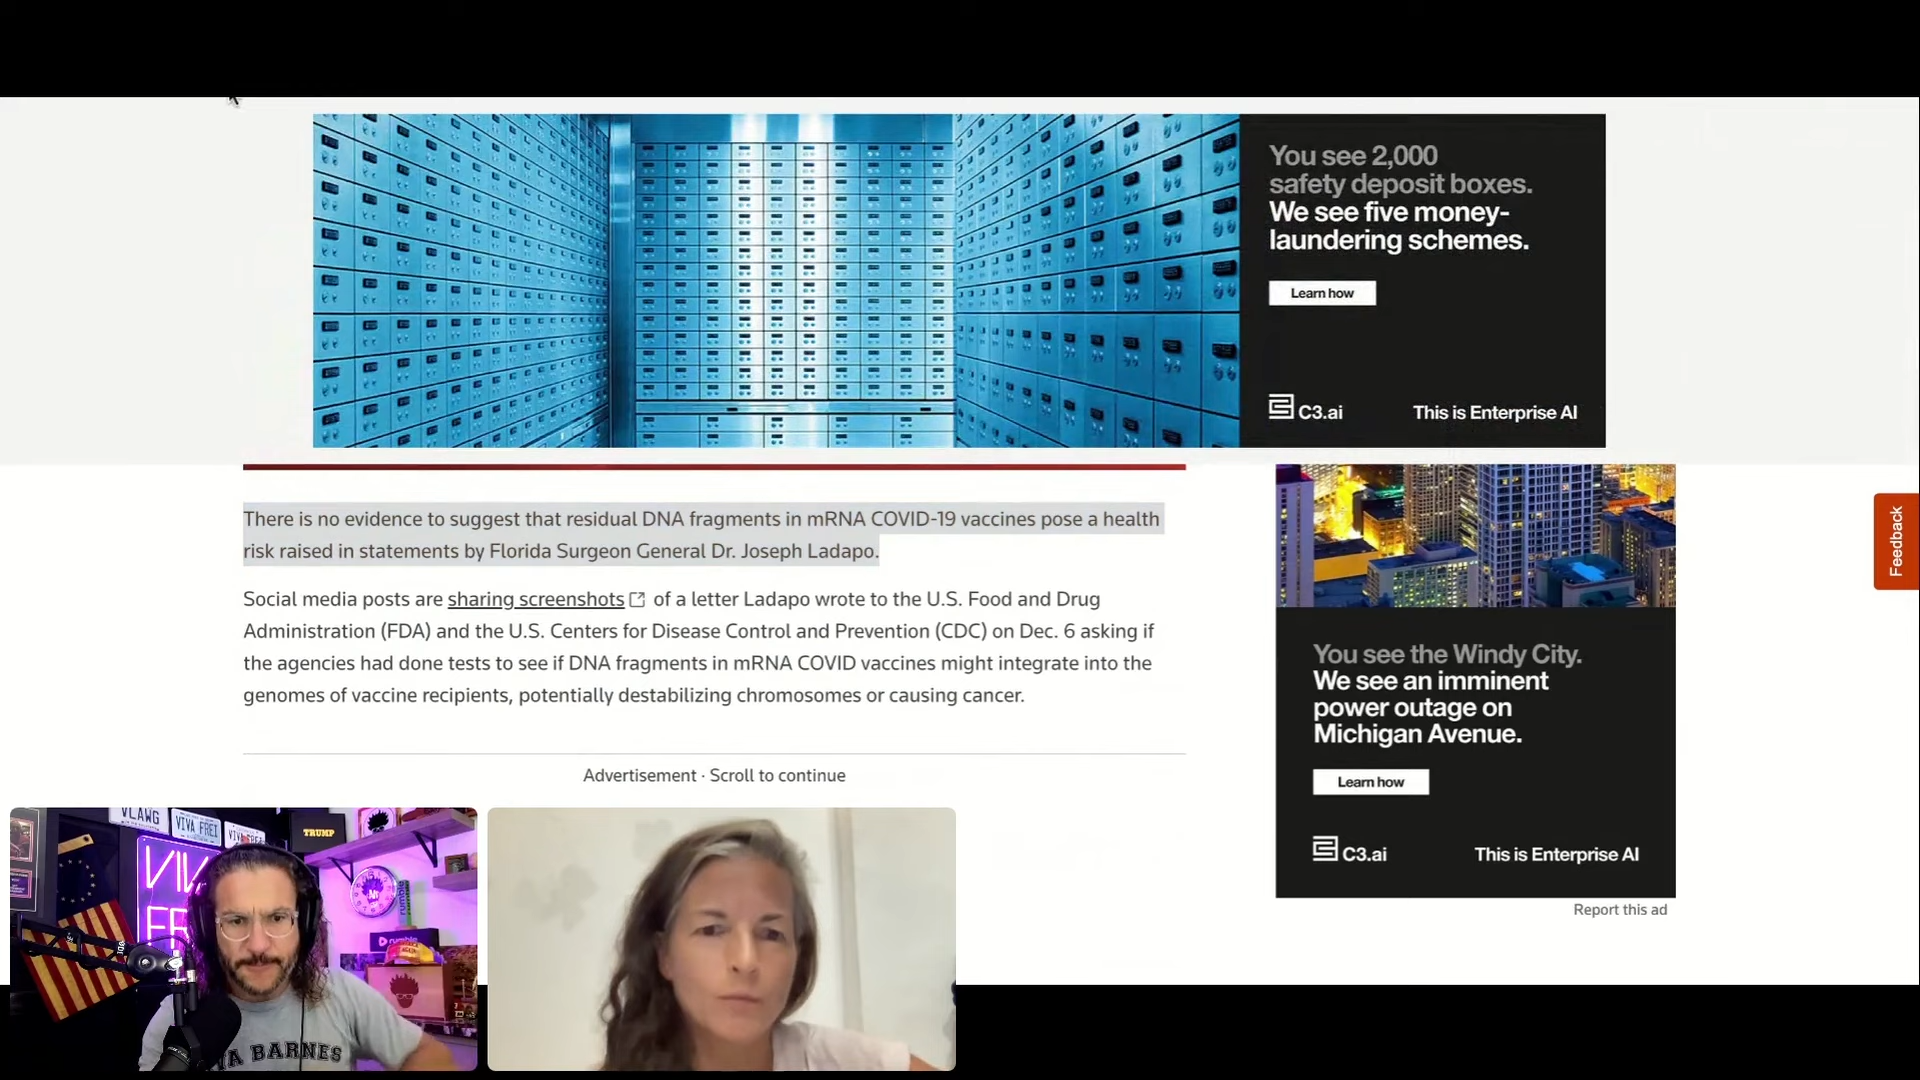 You see 2,000
safety deposit boxes.
We see five money-
laundering schemes.
Learn how
C3.ai
This is Enterprise AI
There is no evidence to suggest that residual DNA fragments in mRNA COVID-19 vaccines pose a health
risk raised in statements by Florida Surgeon General Dr. Joseph Ladapo.
Social media posts are sharing screenshots of a letter Ladapo wrote to the U.S. Food and Drug
Administration (FDA) and the U.S. Centers for Disease Control and Prevention (CDC) on Dec. 6 asking if
the agencies had done tests to see if DNA fragments in mRNA COVID vaccines might integrate into the
genomes of vaccine recipients, potentially destabilizing chromosomes or causing cancer.
Advertisement · Scroll to continue
Feedback
You see the Windy City.
We see an imminent
power outage on
Michigan Avenue.
Learn how
C3.ai
This is Enterprise AI
Report this ad
VLAWG
VIVA FREI
TRUMP
rumble
rumble
BARNES